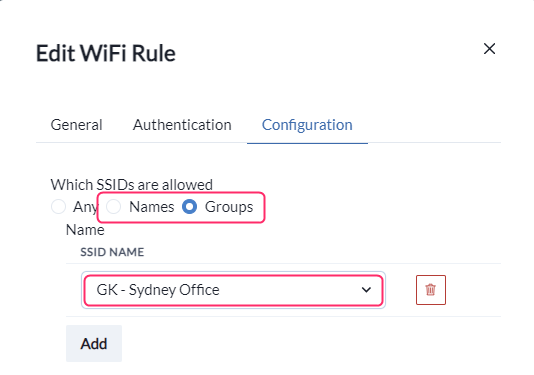 Edit WiFi Rule
General Authentication Configuration
Which SSIDs are allowed
Any Names Groups
Name
SSID NAME
GK - Sydney Office
Add